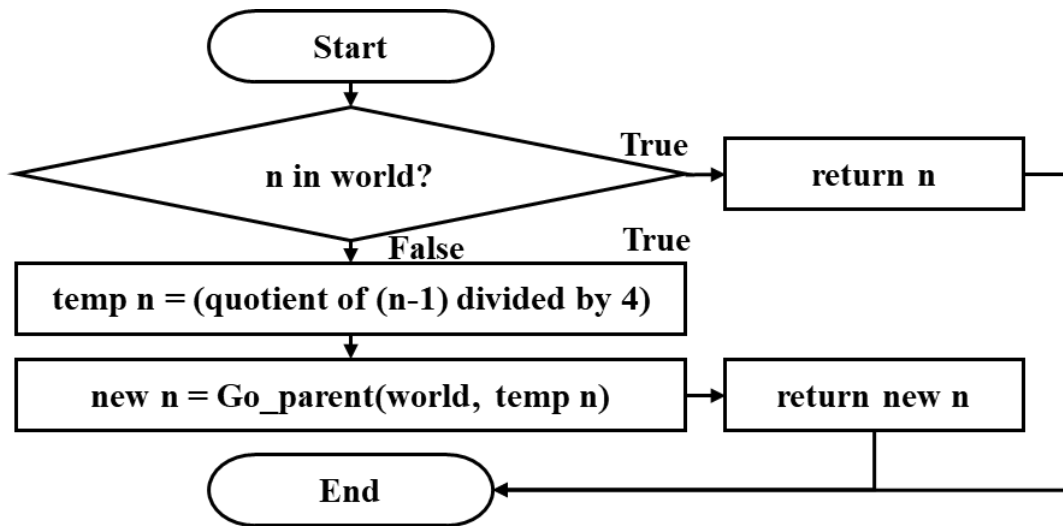 Start
n in world?
True
return n
False
True
temp n = (quotient of (n-1) divided by 4)
new n = Go_parent(world, temp n)
return new n
End